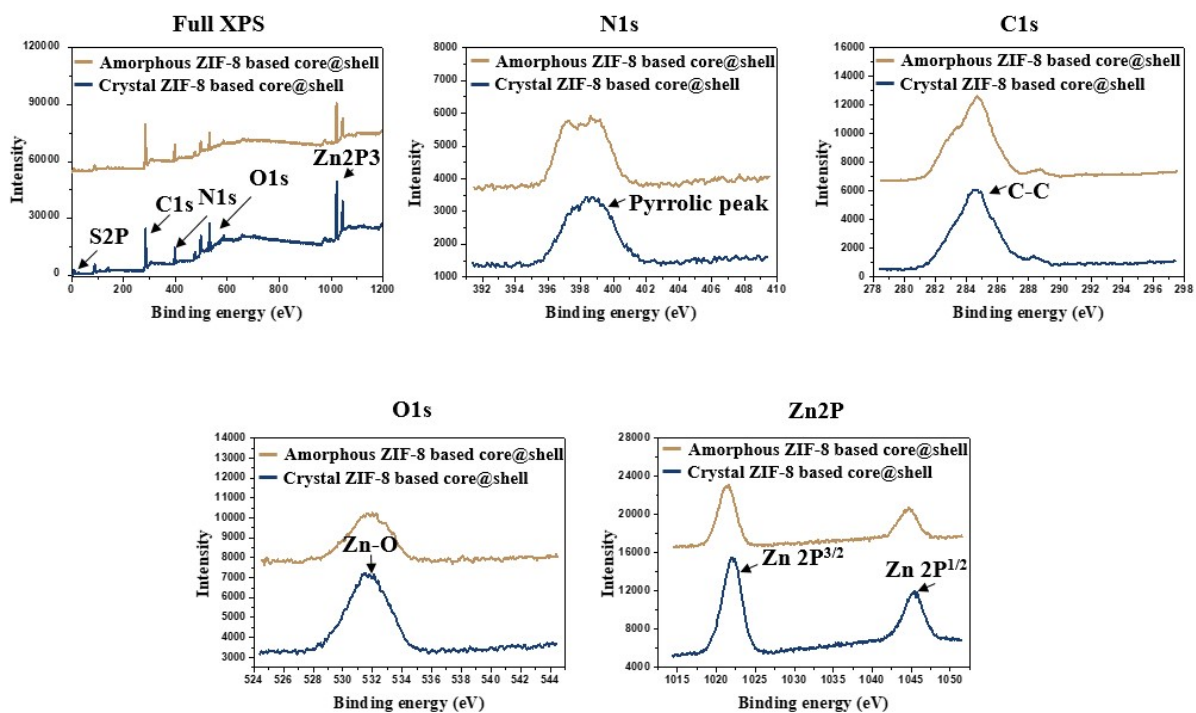 Full XPS
120000
90000
60000
30000
0
Intensity
Amorphous ZIF-8 based core@shell
Crystal ZIF-8 based core@shell
S2P
C1s
N1s
O1s
Zn2P3
0 200 400 600 800 1000 1200
Binding energy (eV)
N1s
8000
7000
6000
5000
4000
3000
2000
1000
Intensity
Amorphous ZIF-8 based core@shell
Crystal ZIF-8 based core@shell
Pyrrolic peak
392 394 396 398 400 402 404 406 408 410
Binding energy (eV)
C1s
16000
14000
12000
10000
8000
6000
4000
2000
0
Intensity
Amorphous ZIF-8 based core@shell
Crystal ZIF-8 based core@shell
C-C
278 280 282 284 286 288 290 292 294 296 298
Binding energy (eV)
O1s
14000
13000
12000
11000
10000
9000
8000
7000
6000
5000
4000
3000
Intensity
Amorphous ZIF-8 based core@shell
Crystal ZIF-8 based core@shell
Zn-O
524 526 528 530 532 534 536 538 540 542 544
Binding energy (eV)
Zn2P
28000
24000
20000
16000
12000
8000
4000
Intensity
Amorphous ZIF-8 based core@shell
Crystal ZIF-8 based core@shell
Zn 2P3/2
Zn 2P1/2
1015 1020 1025 1030 1035 1040 1045 1050
Binding energy (eV)